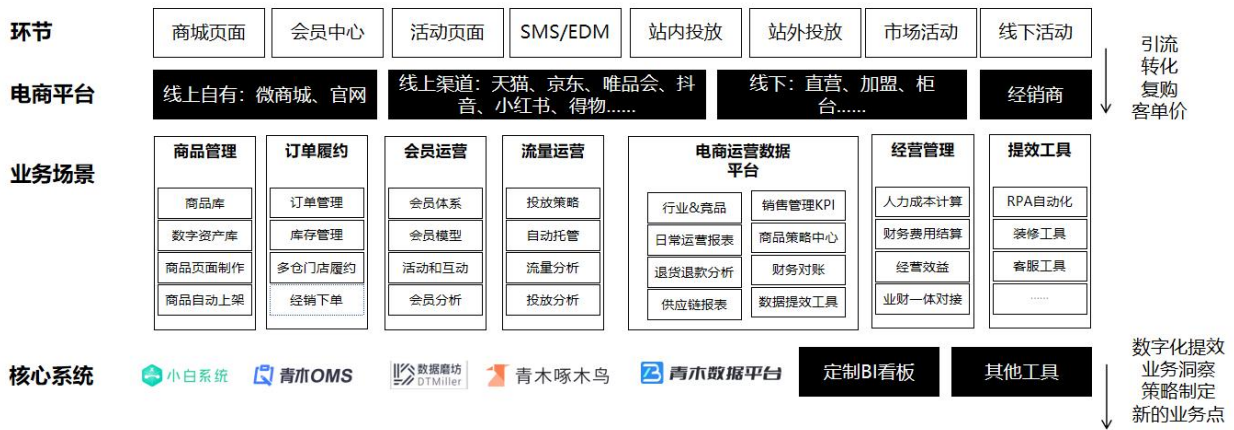 环节
商城页面
会员中心
活动页面
SMS/EDM
站内投放
站外投放
市场活动
线下活动
引流
转化
复购
客单价
电商平台
线上自有：微商城、官网
线上渠道：天猫、京东、唯品会、抖
音、小红书、得物......
线下：直营、加盟、柜
台......
经销商
业务场景
商品管理
商品库
数字资产库
商品页面制作
商品自动上架
订单履约
订单管理
库存管理
多仓门店履约
经销下单
会员运营
会员体系
会员模型
活动和互动
会员分析
流量运营
投放策略
自动托管
流量分析
投放分析
电商运营数据
平台
行业&竞品
日常运营报表
退货退款分析
供应链报表
销售管理KPI
商品策略中心
财务对账
数据提效工具
经营管理
人力成本计算
财务费用结算
经营效益
业财一体对接
提效工具
RPA自动化
装修工具
客服工具
......
核心系统
小白系统
青木OMS
数据磨坊
DTMiller
青木啄木鸟
青木数据平台
定制BI看板
其他工具
数字化提效
业务洞察
策略制定
新的业务点